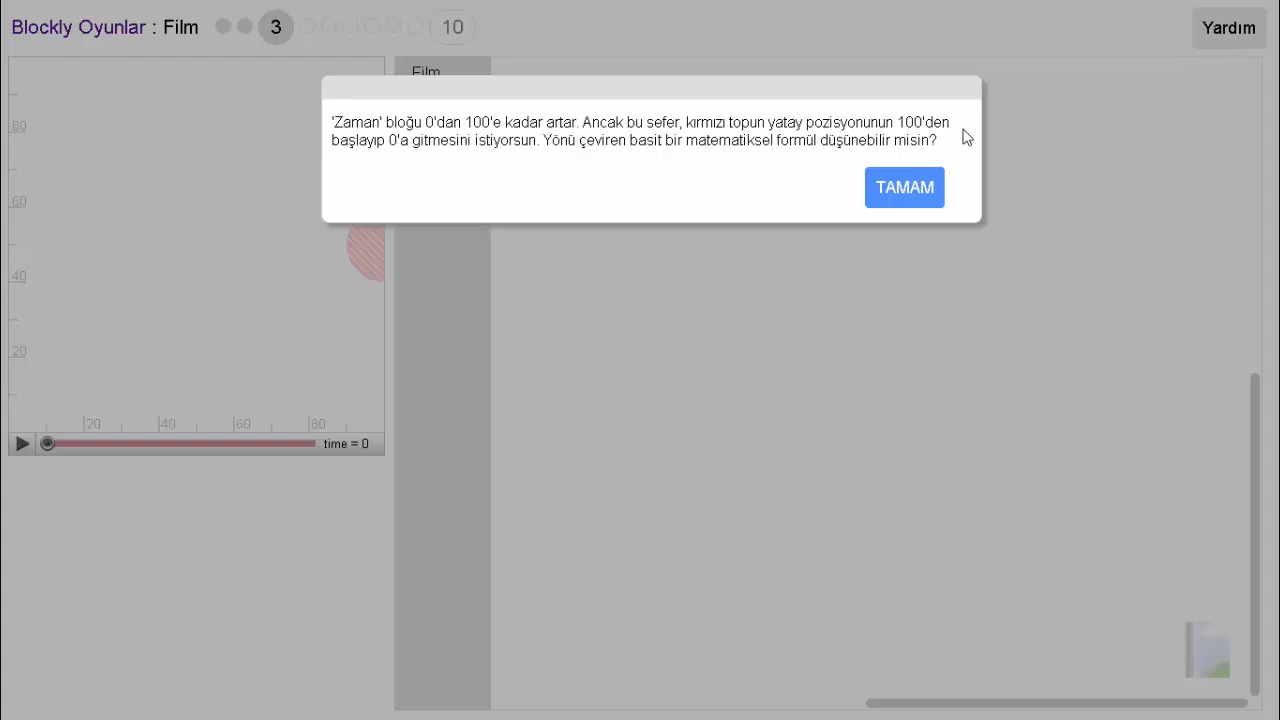 Blockly Oyunlar : Film 3 10 Yardım
Film
'Zaman' bloğu 0'dan 100'e kadar artar. Ancak bu sefer, kırmızı topun yatay pozisyonunun 100'den
başlayıp 0'a gitmesini istiyorsun. Yönü çeviren basit bir matematiksel formül düşünebilir misin?
TAMAM
80
60
40
20
20 40 60 80
time = 0